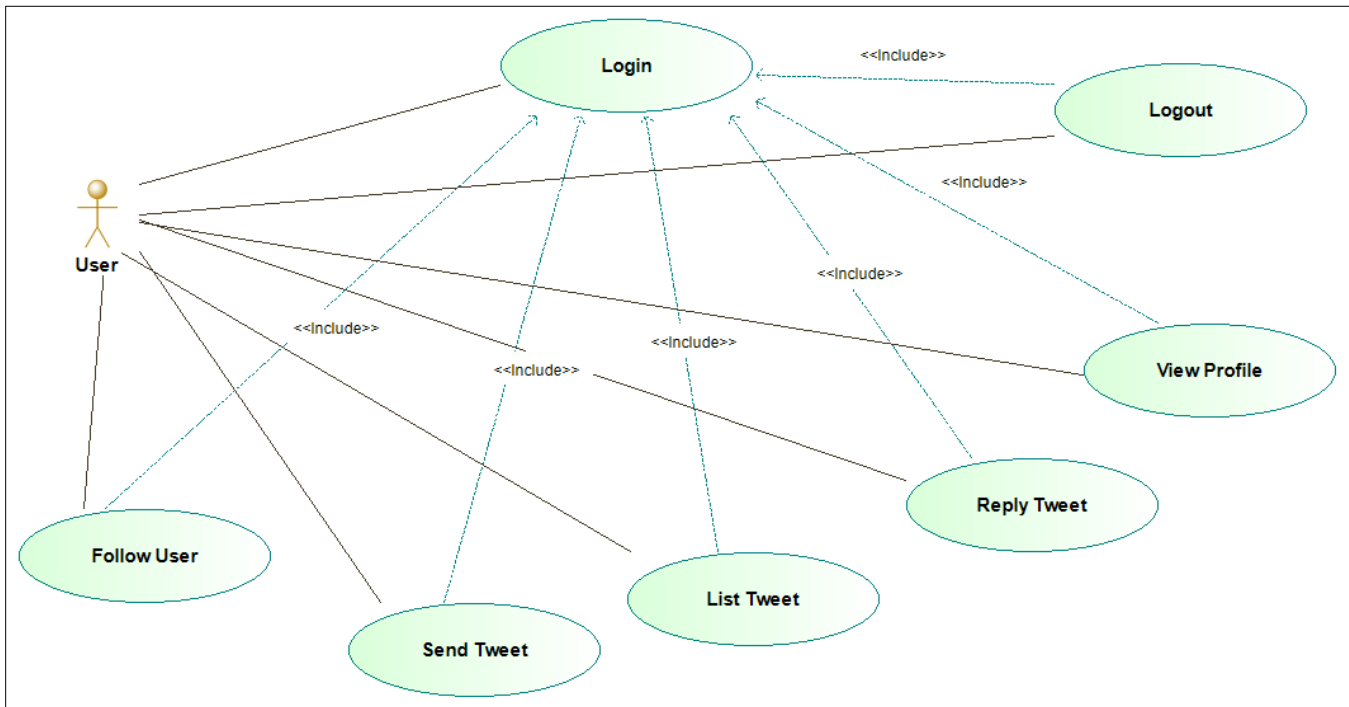 Login
<<Include>>
Logout
<<Include>>
User
<<Include>>
<<Include>>
<<Include>>
<<Include>>
View Profile
Reply Tweet
Follow User
List Tweet
Send Tweet